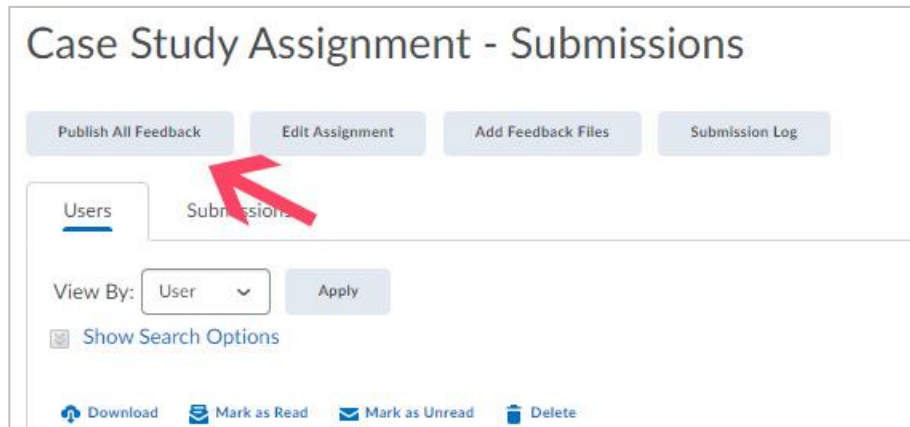 Case Study Assignment - Submissions
Publish All Feedback Edit Assignment Add Feedback Files Submission Log
Users Submissions
View By: User Apply
Show Search Options
Download Mark as Read Mark as Unread Delete